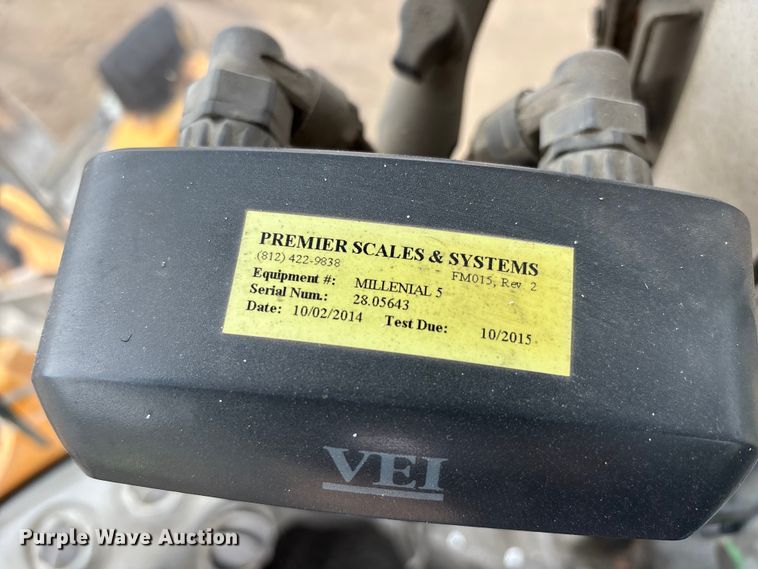 PREMIER SCALES & SYSTEMS
(812) 422-9838 FM015, Rev 2
Equipment #: MILLENIAL 5
Serial Num.: 28.05643
Date: 10/02/2014 Test Due: 10/2015
VEI
Purple Wave Auction®